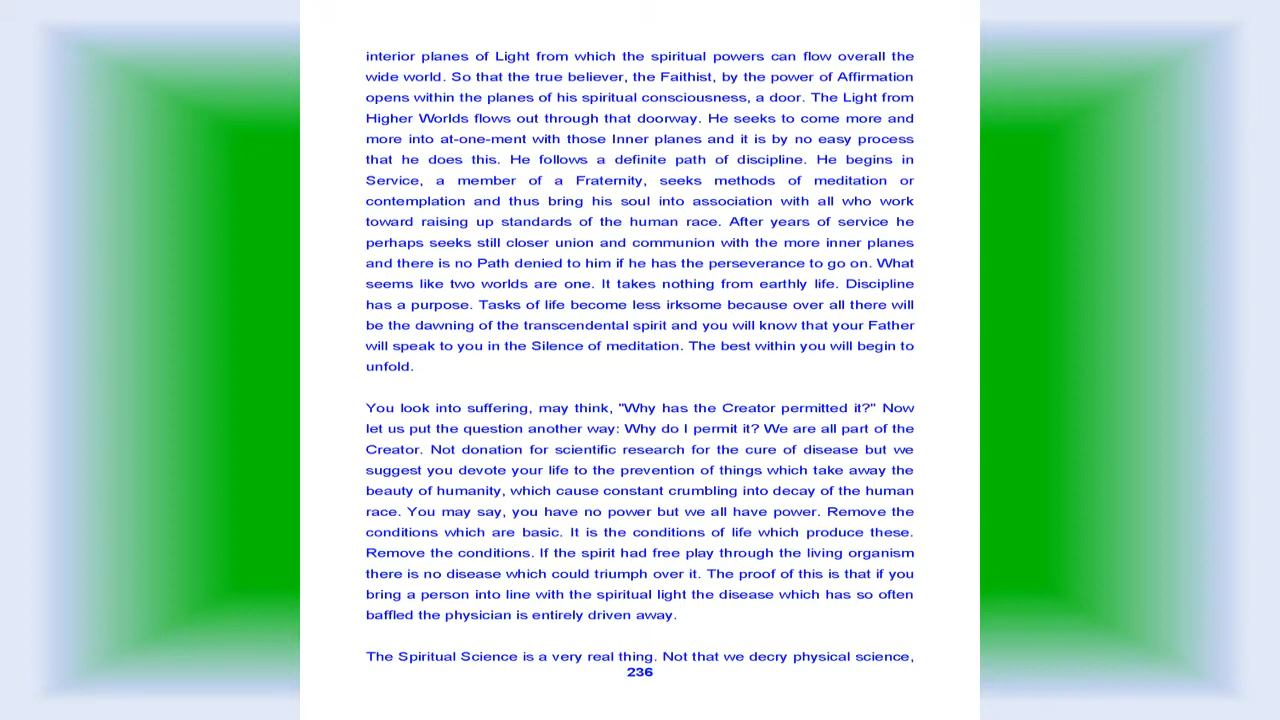 interior planes of Light from which the spiritual powers can flow overall the
wide world. So that the true believer, the Faithist, by the power of Affirmation
opens within the planes of his spiritual consciousness, a door. The Light from
Higher Worlds flows out through that doorway. He seeks to come more and
more into at-one-ment with those Inner planes and it is by no easy process
that he does this. He follows a definite path of discipline. He begins in
Service, a member of a Fraternity, seeks methods of meditation or
contemplation and thus bring his soul into association with all who work
toward raising up standards of the human race. After years of service he
perhaps seeks still closer union and communion with the more inner planes
and there is no Path denied to him if he has the perseverance to go on. What
seems like two worlds are one. It takes nothing from earthly life. Discipline
has a purpose. Tasks of life become less irksome because over all there will
be the dawning of the transcendental spirit and you will know that your Father
will speak to you in the Silence of meditation. The best within you will begin to
unfold.
You look into suffering, may think, "Why has the Creator permitted it?" Now
let us put the question another way: Why do I permit it? We are all part of the
Creator. Not donation for scientific research for the cure of disease but we
suggest you devote your life to the prevention of things which take away the
beauty of humanity, which cause constant crumbling into decay of the human
race. You may say, you have no power but we all have power. Remove the
conditions which are basic. It is the conditions of life which produce these.
Remove the conditions. If the spirit had free play through the living organism
there is no disease which could triumph over it. The proof of this is that if you
bring a person into line with the spiritual light the disease which has so often
baffled the physician is entirely driven away.
The Spiritual Science is a very real thing. Not that we decry physical science,
236